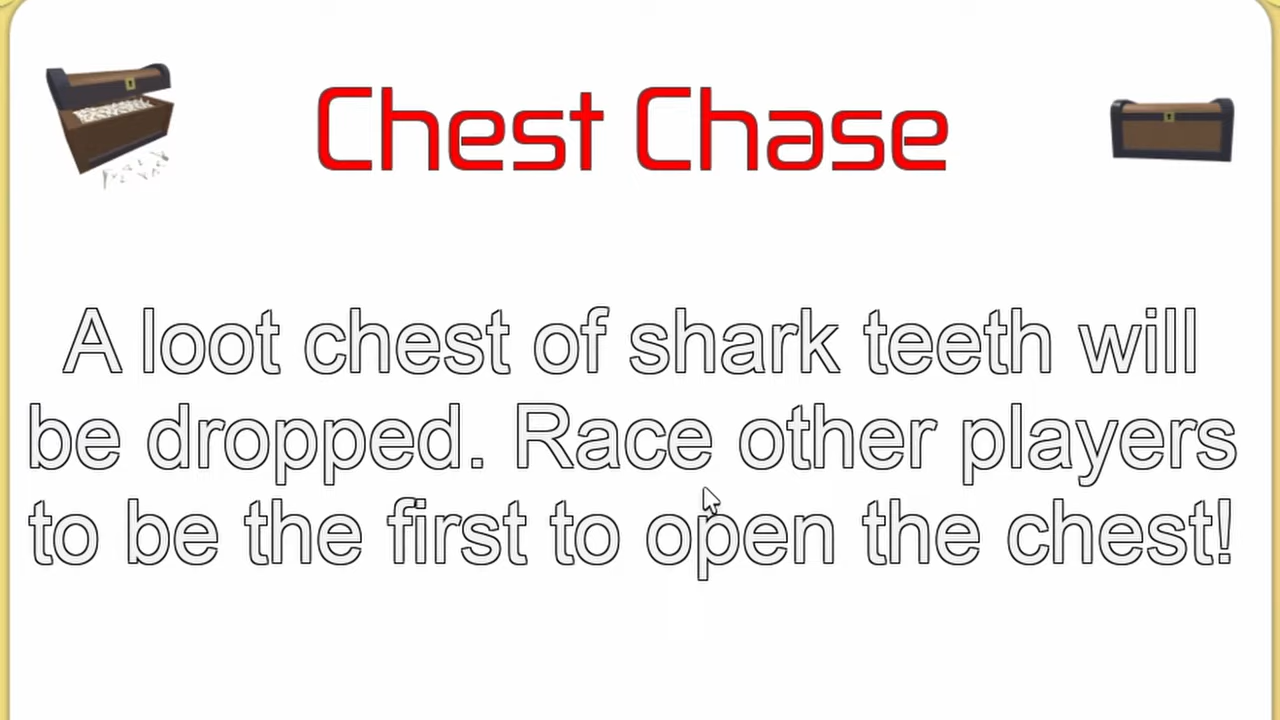 Chest Chase
A loot chest of shark teeth will
be dropped. Race other players
to be the first to open the chest!